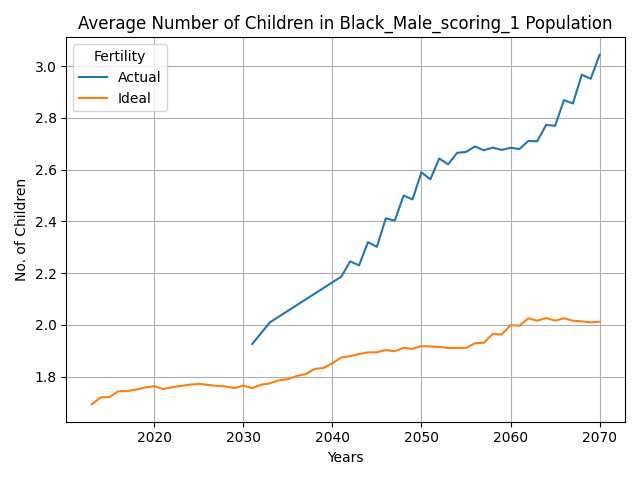 Average Number of Children in Black_Male_scoring_1 Population
Fertility
Actual
Ideal
No. of Children
3.0
2.8
2.6
2.4
2.2
2.0
1.8
2020 2030 2040 2050 2060 2070
Years